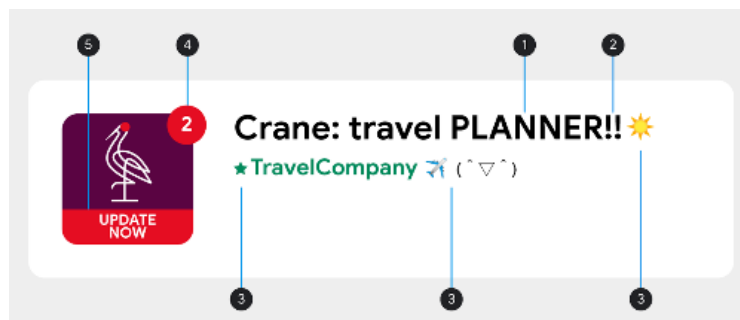 5 4 1 2
2
Crane: travel PLANNER!!☀️
★TravelCompany ✈️ (ˆ▽ˆ)
UPDATE
NOW
3 3 3